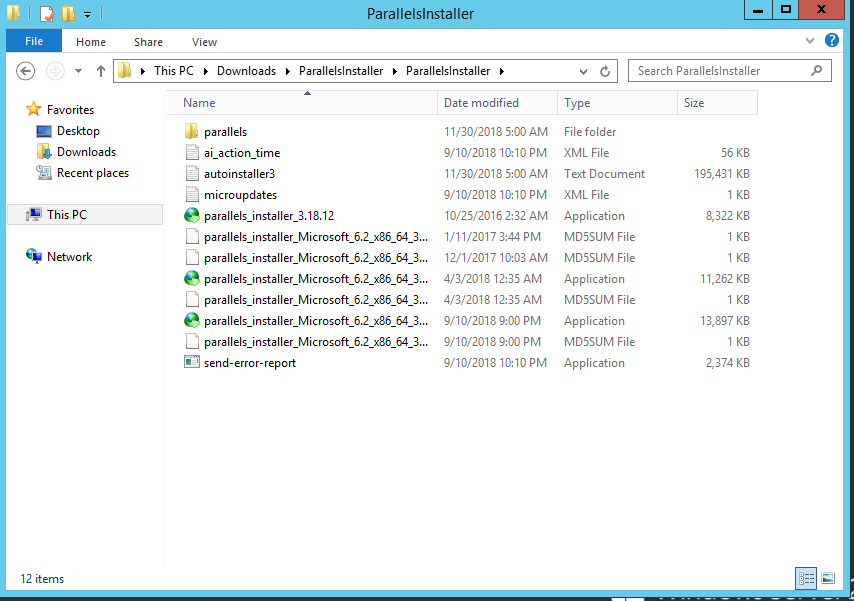 ParallelsInstaller
File Home Share View
This PC Downloads ParallelsInstaller ParallelsInstaller Search ParallelsInstaller
Favorites
Desktop
Downloads
Recent places
This PC
Network
Name Date modified Type Size
parallels 11/30/2018 5:00 AM File folder
ai_action_time 9/10/2018 10:10 PM XML File 56 KB
autoinstaller3 11/30/2018 5:00 AM Text Document 195,431 KB
microupdates 9/10/2018 10:10 PM XML File 1 KB
parallels_installer_3.18.12 10/25/2016 2:32 AM Application 8,322 KB
parallels_installer_Microsoft_6.2_x86_64_3... 1/11/2017 3:44 PM MD5SUM File 1 KB
parallels_installer_Microsoft_6.2_x86_64_3... 12/1/2017 10:03 AM MD5SUM File 1 KB
parallels_installer_Microsoft_6.2_x86_64_3... 4/3/2018 12:35 AM Application 11,262 KB
parallels_installer_Microsoft_6.2_x86_64_3... 4/3/2018 12:35 AM MD5SUM File 1 KB
parallels_installer_Microsoft_6.2_x86_64_3... 9/10/2018 9:00 PM Application 13,897 KB
parallels_installer_Microsoft_6.2_x86_64_3... 9/10/2018 9:00 PM MD5SUM File 1 KB
send-error-report 9/10/2018 10:10 PM Application 2,374 KB
12 items